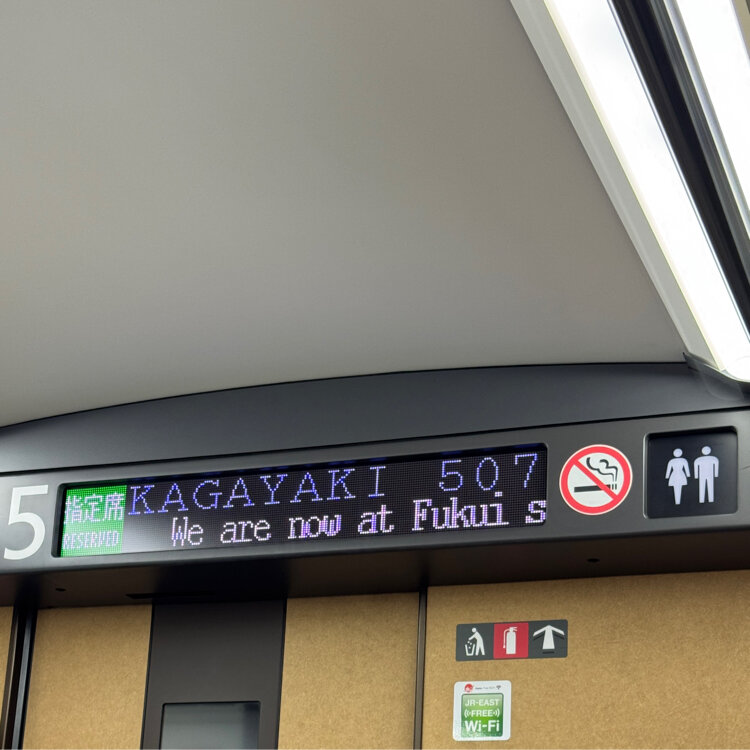 5
指定席
RESERVED
KAGAYAKI 507
We are now at Fukui s
JR-EAST
FREE
Wi-Fi